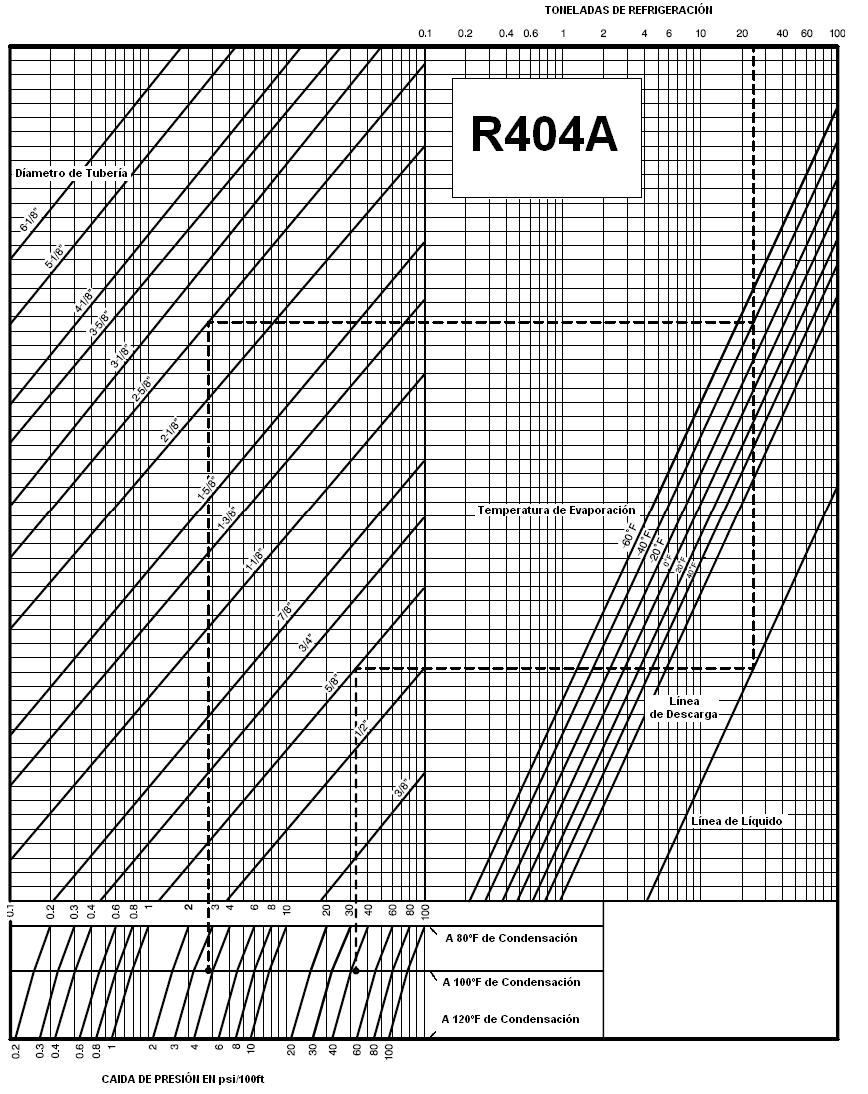 TONELADAS DE REFRIGERACIÓN
0.1 0.2 0.4 0.6 1 2 4 6 10 20 40 60 100
R404A
Díametro de Tubería
6-1/8"
5-1/8"
4-1/8"
3-5/8"
3-1/8"
2-5/8"
2-1/8"
1-5/8"
1-3/8"
1-1/8"
7/8"
3/4"
5/8"
1/2"
3/8"
Temperatura de Evaporación
-60°F
-40°F
-20°F
0°F
20°F
40°F
Línea
de Descarga
Línea de Líquido
0.1 0.2 0.3 0.4 0.6 0.8 1 2 3 4 6 8 10 20 30 40 60 80 100
A 80ºF de Condensación
A 100ºF de Condensación
A 120ºF de Condensación
0.2 0.3 0.4 0.6 0.8 1 2 3 4 6 8 10 20 30 40 60 80 100
CAIDA DE PRESIÓN EN psi/100ft